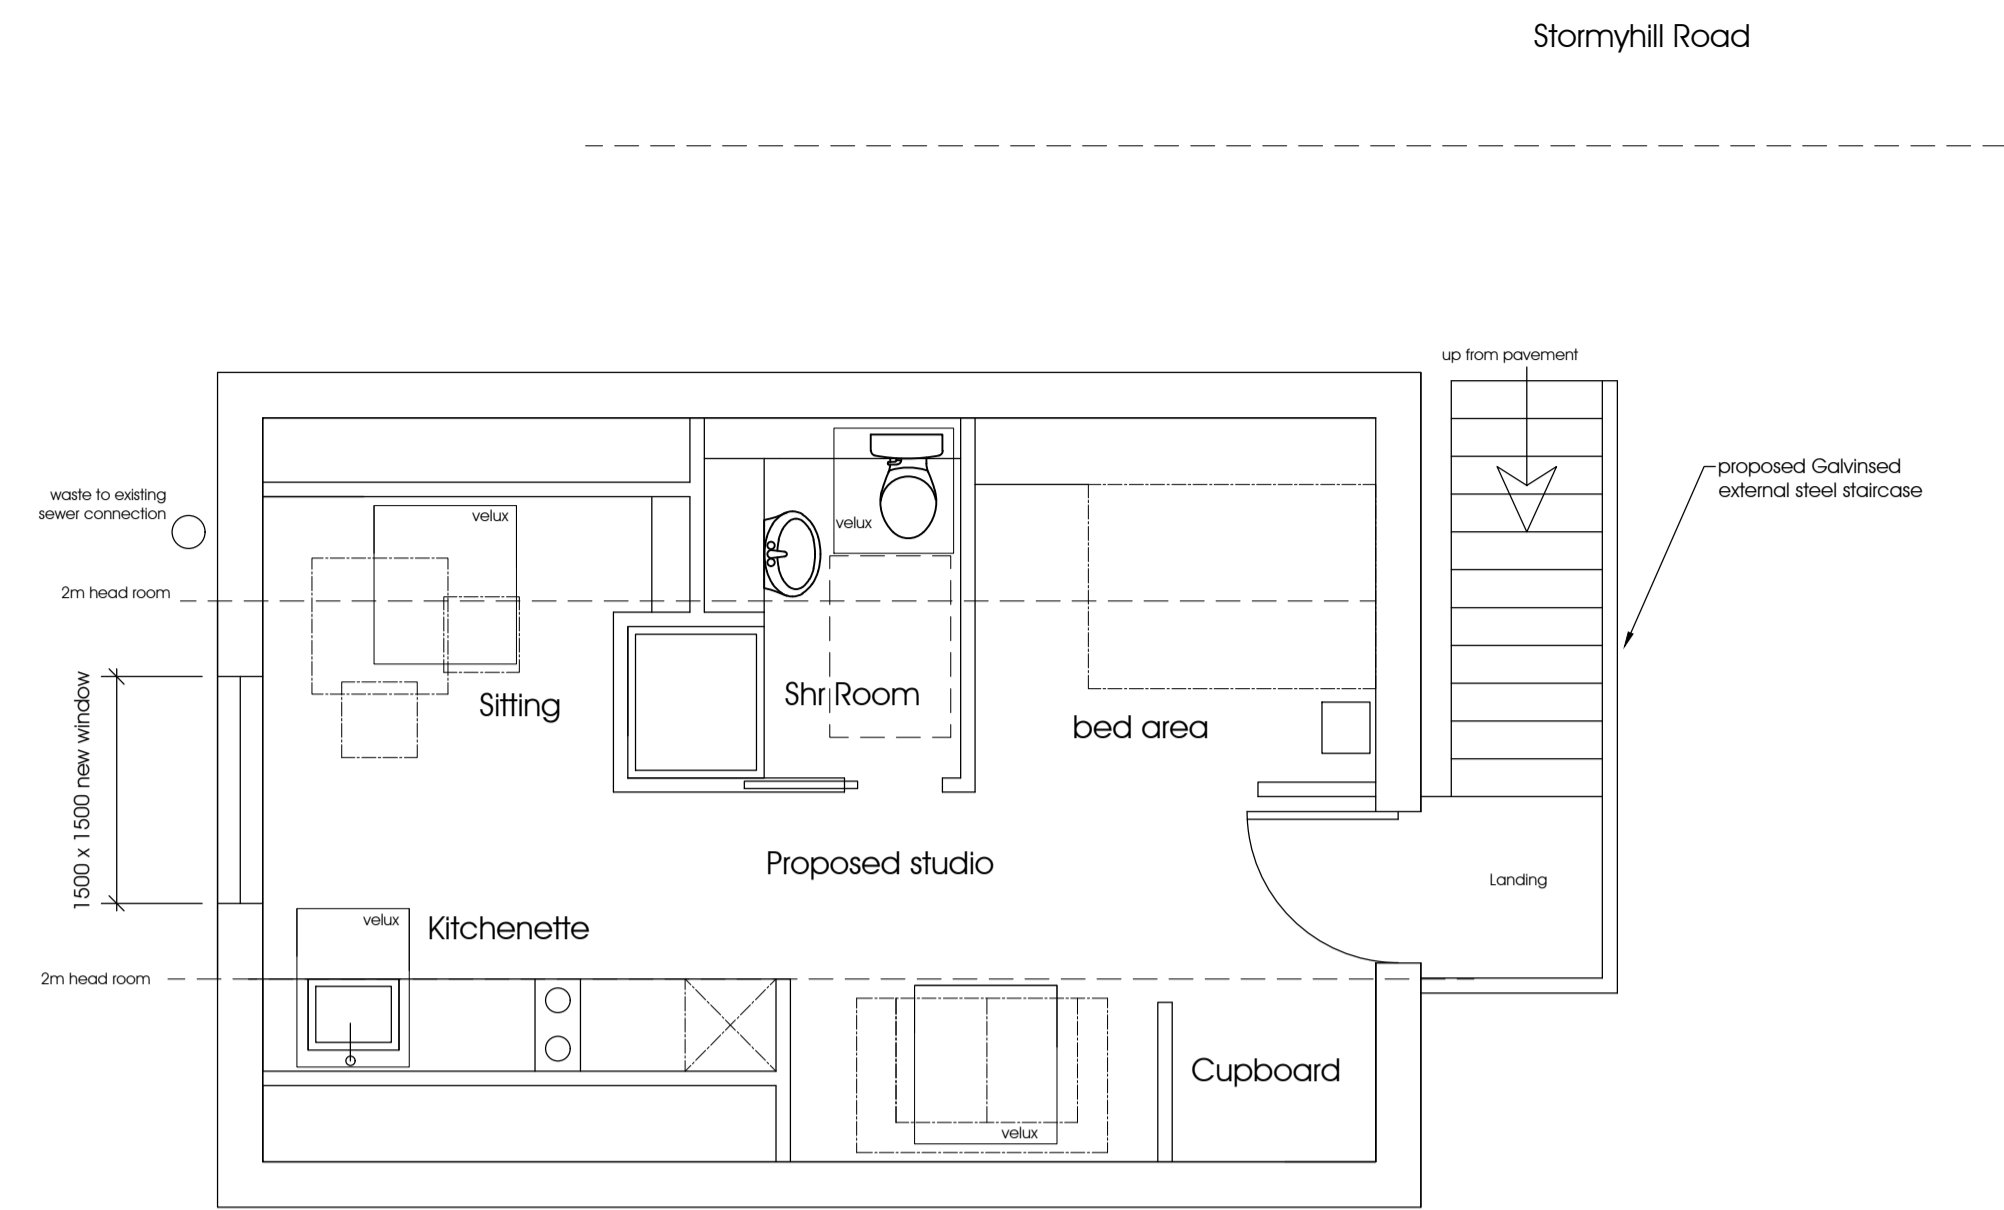 Stormyhill Road
up from pavement
proposed Galvinsed
external steel staircase
waste to existing
sewer connection
velux
velux
2m head room
1500 x 1500 new window
Sitting
Shr Room
bed area
Proposed studio
Landing
velux
Kitchenette
2m head room
Cupboard
velux